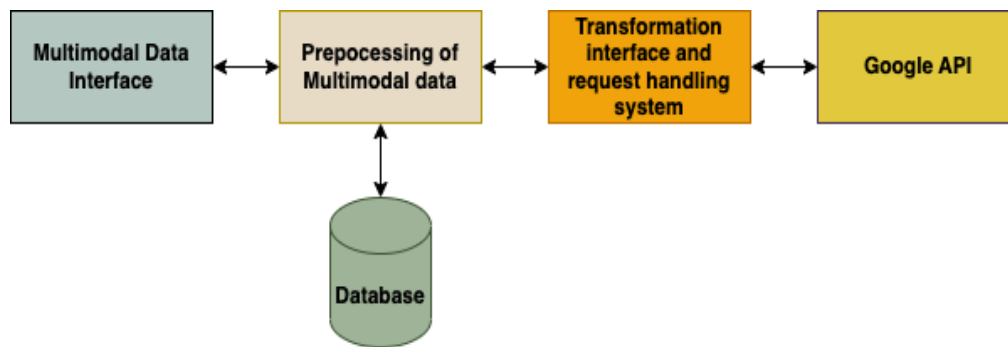 Multimodal Data
Interface
Prepocessing of
Multimodal data
Transformation
interface and
request handling
system
Google API
Database